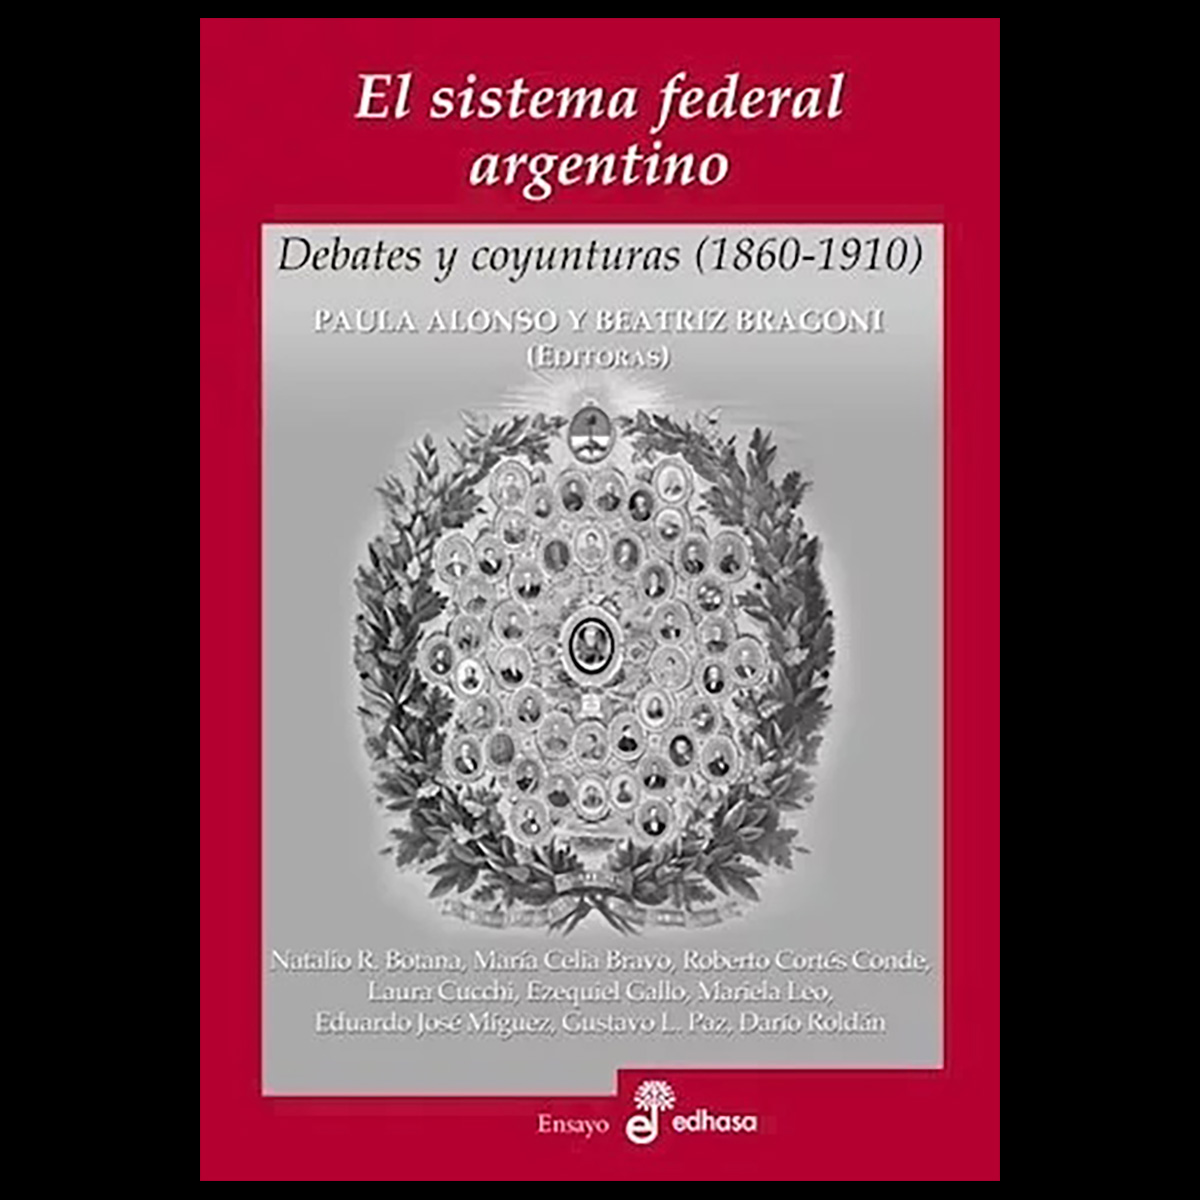 El sistema federal
argentino
Debates y coyunturas (1860-1910)
PAULA ALONSO Y BEATRIZ BRAGONI
(EDITORAS)
Natalio R. Botana, María Celia Bravo, Roberto Cortés Conde,
Laura Cucchi, Ezequiel Gallo, Mariela Leo,
Eduardo José Míguez, Gustavo L. Paz, Darío Roldán
Ensayo
edhasa